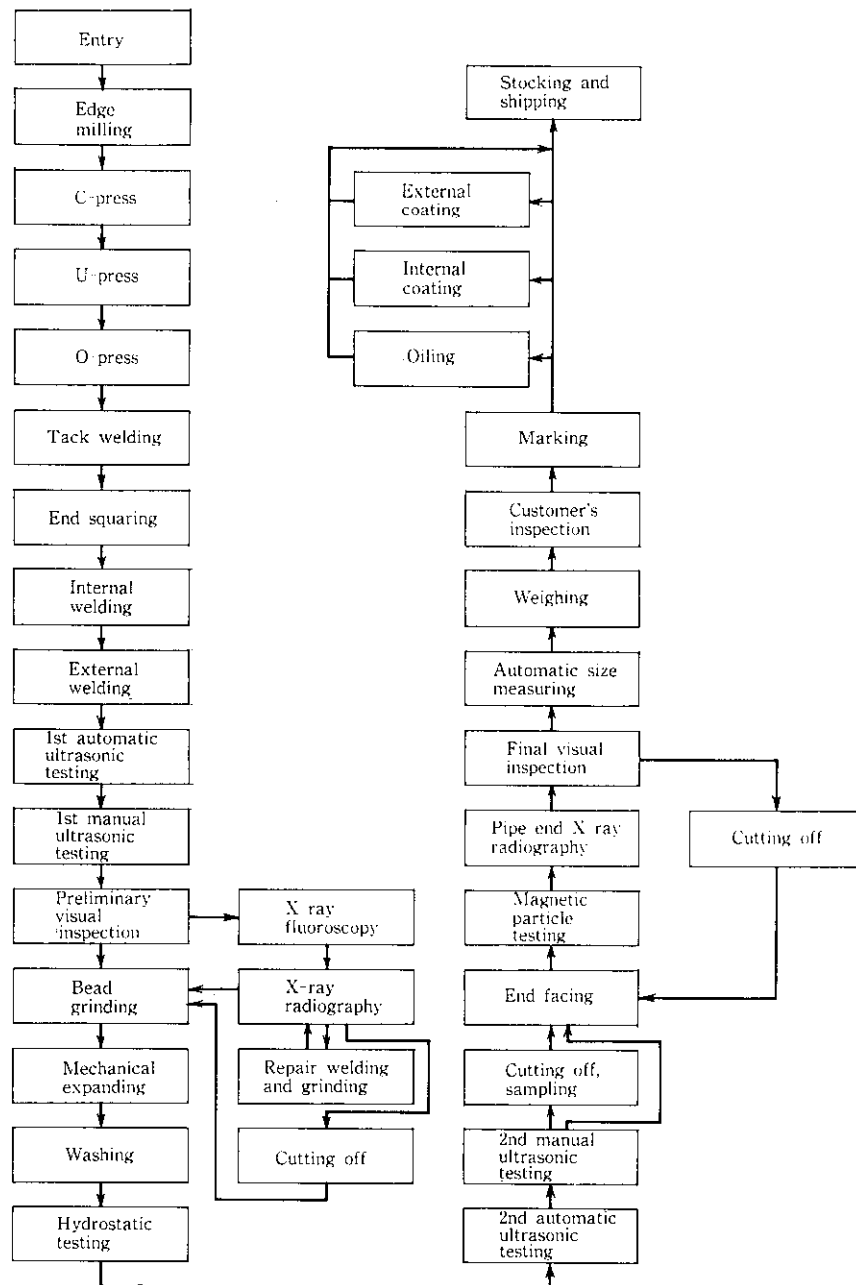 Entry
Edge
milling
C-press
U-press
O-press
Tack welding
End squaring
Internal
welding
External
welding
1st automatic
ultrasonic
testing
1st manual
ultrasonic
testing
Preliminary
visual
inspection
X ray
fluoroscopy
Bead
grinding
X-ray
radiography
Mechanical
expanding
Repair welding
and grinding
Washing
Cutting off
Hydrostatic
testing
Stocking and
shipping
External
coating
Internal
coating
Oiling
Marking
Customer's
inspection
Weighing
Automatic size
measuring
Final visual
inspection
Pipe end X ray
radiography
Cutting off
Magnetic
particle
testing
End facing
Cutting off,
sampling
2nd manual
ultrasonic
testing
2nd automatic
ultrasonic
testing